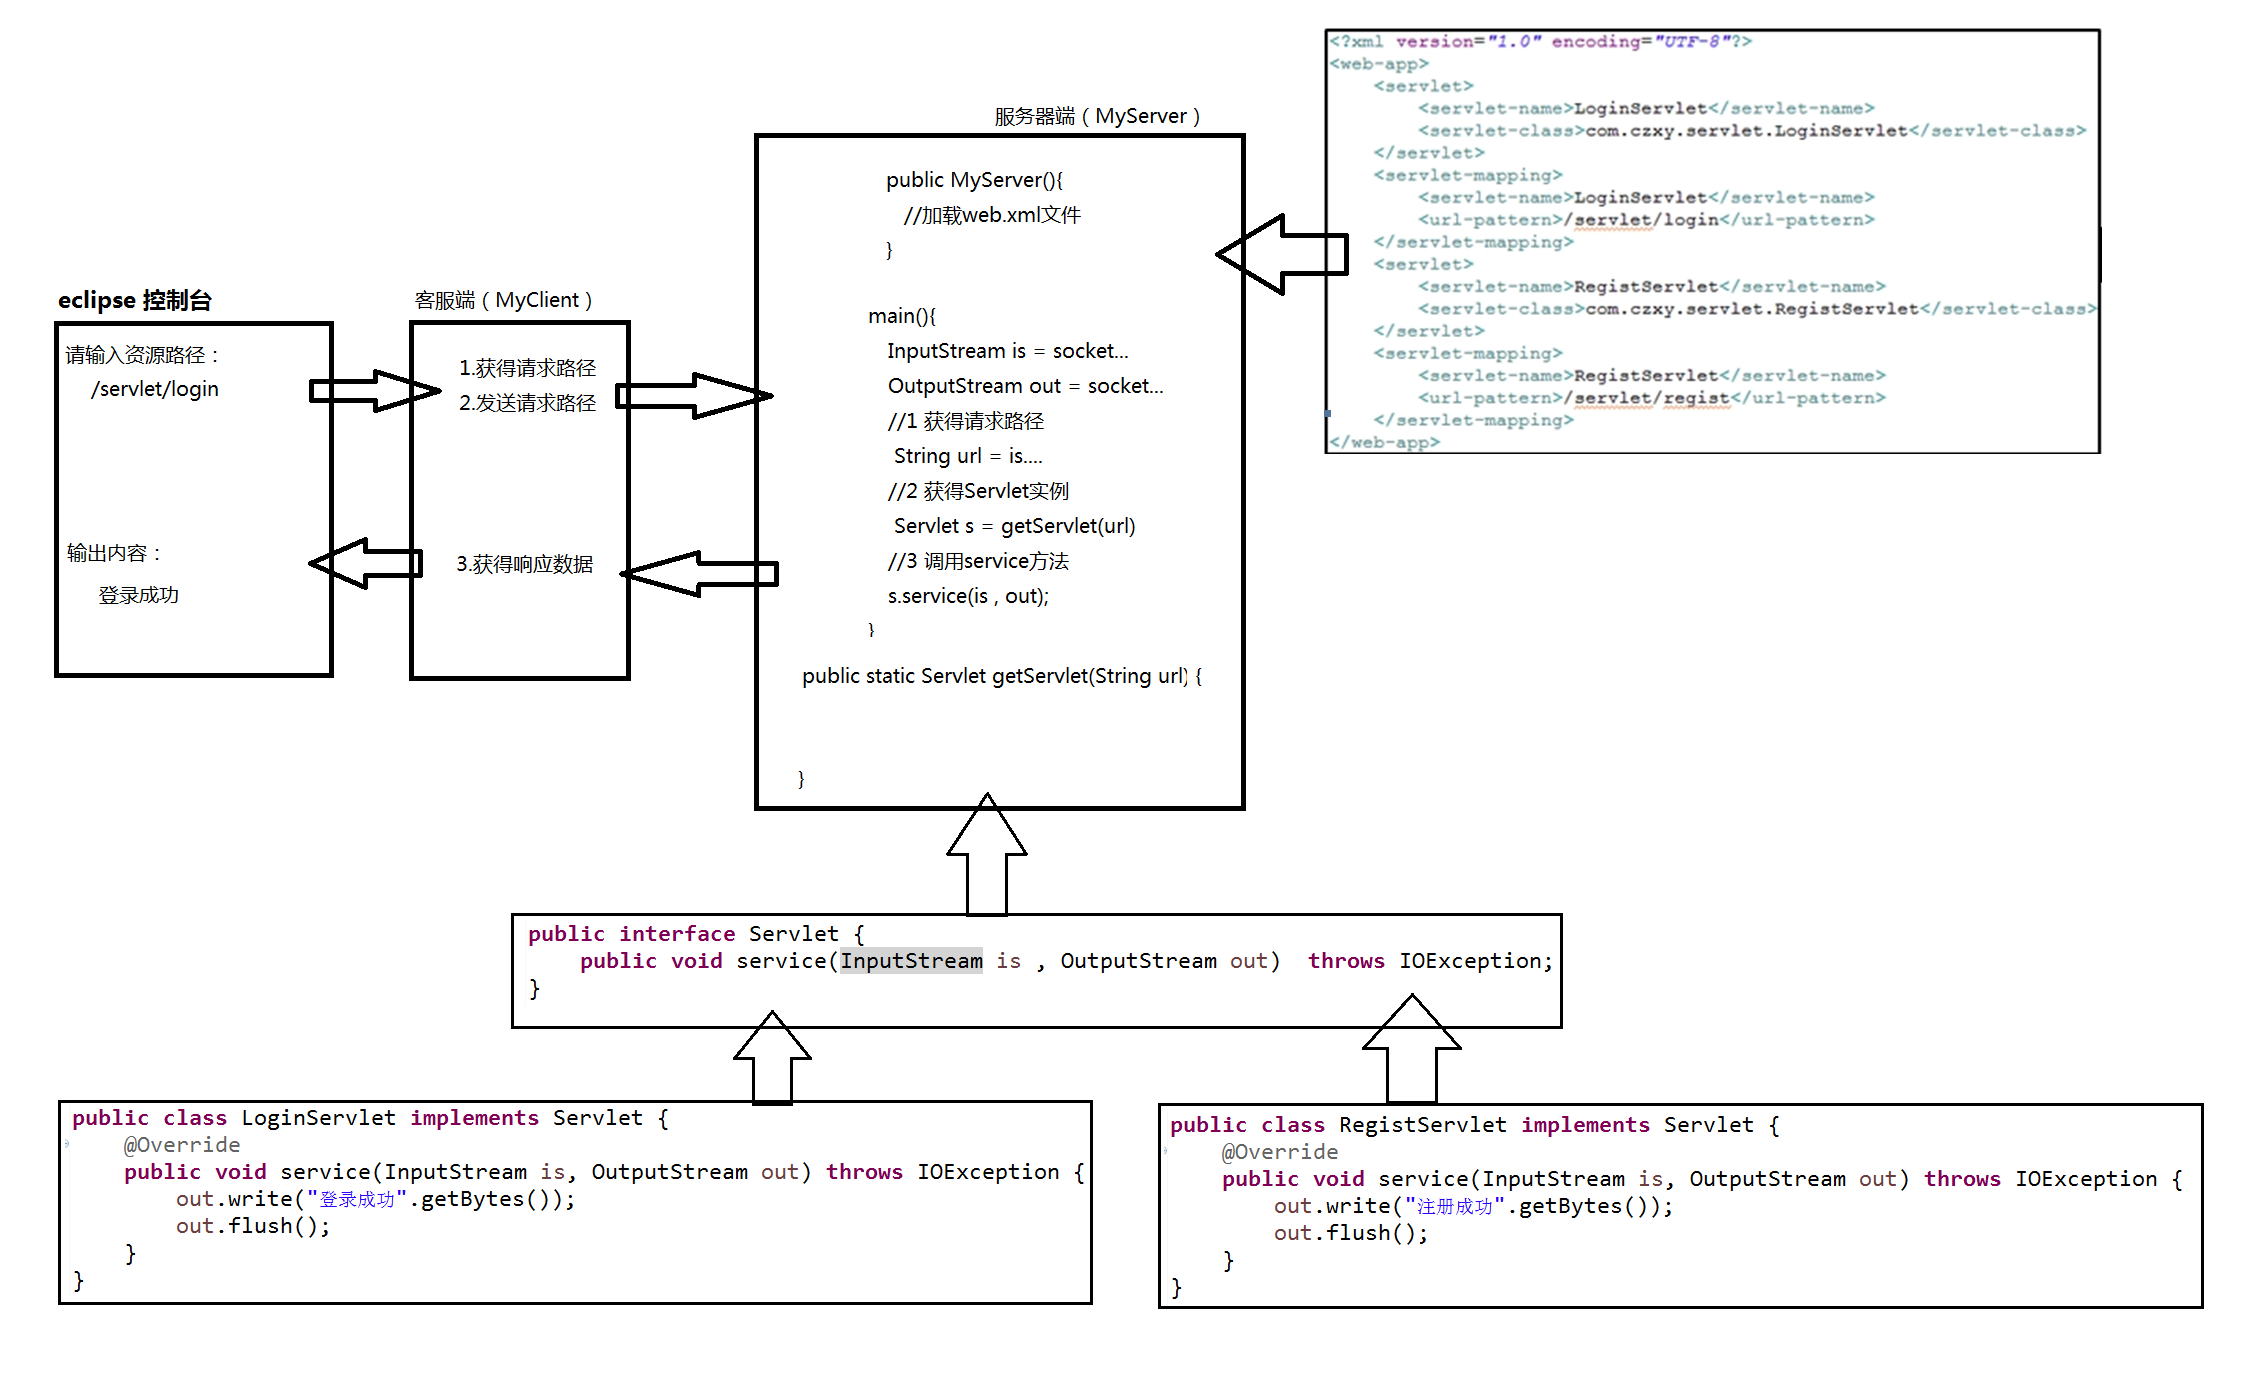 eclipse 控制台
请输入资源路径：
/servlet/login
输出内容：
登录成功
客服端（MyClient）
1.获得请求路径
2.发送请求路径
3.获得响应数据
服务器端（MyServer）
public MyServer(){
//加载web.xml文件
}
main(){
InputStream is = socket...
OutputStream out = socket...
//1 获得请求路径
String url = is....
//2 获得Servlet实例
Servlet s = getServlet(url)
//3 调用service方法
s.service(is , out);
}
public static Servlet getServlet(String url) {
}
<?xml version="1.0" encoding="UTF-8"?>
<web-app>
<servlet>
<servlet-name>LoginServlet</servlet-name>
<servlet-class>com.czxy.servlet.LoginServlet</servlet-class>
</servlet>
<servlet-mapping>
<servlet-name>LoginServlet</servlet-name>
<url-pattern>/servlet/login</url-pattern>
</servlet-mapping>
<servlet>
<servlet-name>RegistServlet</servlet-name>
<servlet-class>com.czxy.servlet.RegistServlet</servlet-class>
</servlet>
<servlet-mapping>
<servlet-name>RegistServlet</servlet-name>
<url-pattern>/servlet/regist</url-pattern>
</servlet-mapping>
</web-app>
public interface Servlet {
public void service(InputStream is , OutputStream out)  throws IOException;
}
public class LoginServlet implements Servlet {
@Override
public void service(InputStream is, OutputStream out) throws IOException {
out.write("登录成功".getBytes());
out.flush();
}
}
public class RegistServlet implements Servlet {
@Override
public void service(InputStream is, OutputStream out) throws IOException {
out.write("注册成功".getBytes());
out.flush();
}
}